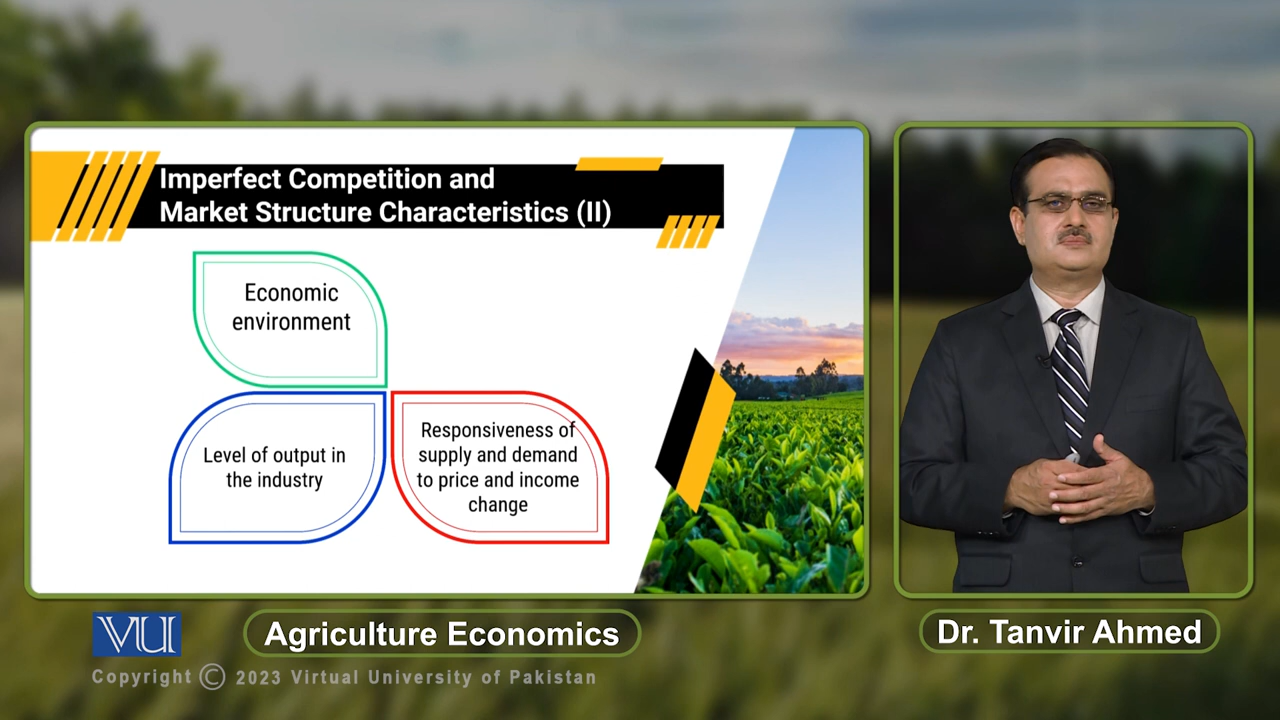 Imperfect Competition and
Market Structure Characteristics (II)
Economic
environment
Level of output in
the industry
Responsiveness of
supply and demand
to price and income
change
VU
Agriculture Economics
Dr. Tanvir Ahmed
Copyright © 2023 Virtual University of Pakistan